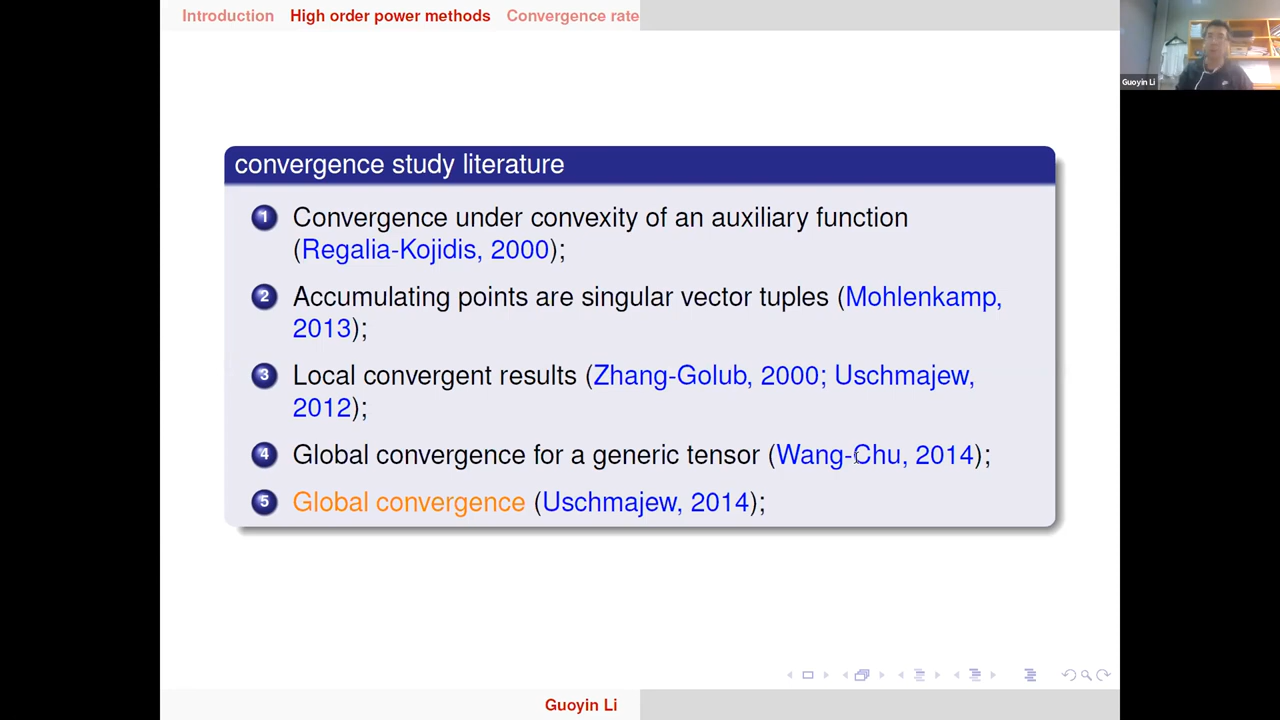 Introduction High order power methods Convergence rate
Guoyin Li
convergence study literature
1 Convergence under convexity of an auxiliary function
(Regalia-Kojidis, 2000);
2 Accumulating points are singular vector tuples (Mohlenkamp,
2013);
3 Local convergent results (Zhang-Golub, 2000; Uschmajew,
2012);
4 Global convergence for a generic tensor (Wang-Chu, 2014);
5 Global convergence (Uschmajew, 2014);
Guoyin Li